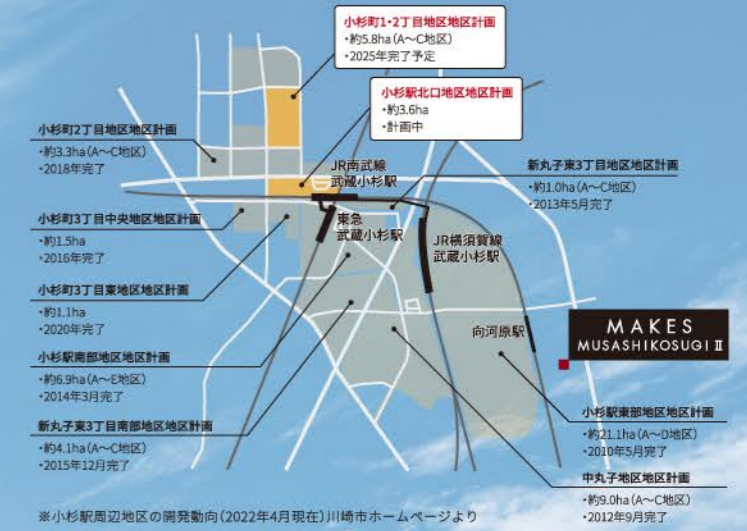 小杉町1・2丁目地区地区計画
・約5.8ha(A～C地区)
・2025年完了予定
小杉駅北口地区地区計画
・約3.6ha
・計画中
小杉町2丁目地区地区計画
・約3.3ha(A～C地区)
・2018年完了
JR南武線
武蔵小杉駅
新丸子東3丁目地区地区計画
・約1.0ha(A～C地区)
・2013年5月完了
小杉町3丁目中央地区地区計画
・約1.5ha
・2016年完了
東急
武蔵小杉駅
JR横須賀線
武蔵小杉駅
小杉町3丁目東地区地区計画
・約1.1ha
・2020年完了
向河原駅
MAKES
MUSASHIKOSUGI Ⅱ
小杉駅南部地区地区計画
・約6.9ha(A～E地区)
・2014年3月完了
小杉駅東部地区地区計画
・約21.1ha(A～D地区)
・2010年5月完了
新丸子東3丁目南部地区地区計画
・約4.1ha(A～C地区)
・2015年12月完了
中丸子地区地区計画
・約9.0ha(A～C地区)
・2012年9月完了
※小杉駅周辺地区の開発動向(2022年4月現在)川崎市ホームページより